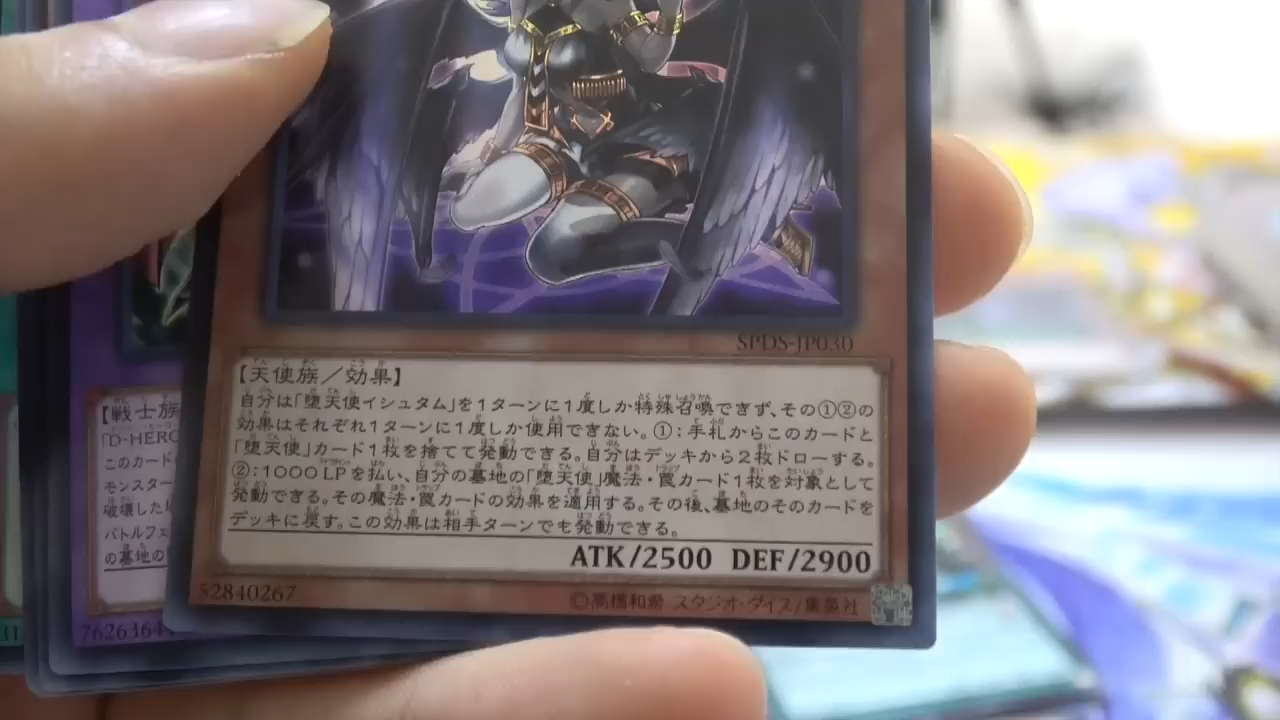 SPDS-JP030
【天使族／効果】
自分は「堕天使イシュタム」を1ターンに1度しか特殊召喚できず、その①②の
効果はそれぞれ1ターンに1度しか使用できない。①：手札からこのカードと
「堕天使」カード1枚を捨てて発動できる。自分はデッキから2枚ドローする。
②：1000LPを払い、自分の墓地の「堕天使」魔法・罠カード1枚を対象として
発動できる。その魔法・罠カードの効果を適用する。その後、墓地のそのカードを
デッキに戻す。この効果は相手ターンでも発動できる。
ATK/2500 DEF/2900
52840267
©高橋和希 スタジオ・ダイス/集英社
【戦士族
「D-HERO
このカード
モンスター
破壊した
バトルフェ
の墓地の
7626364